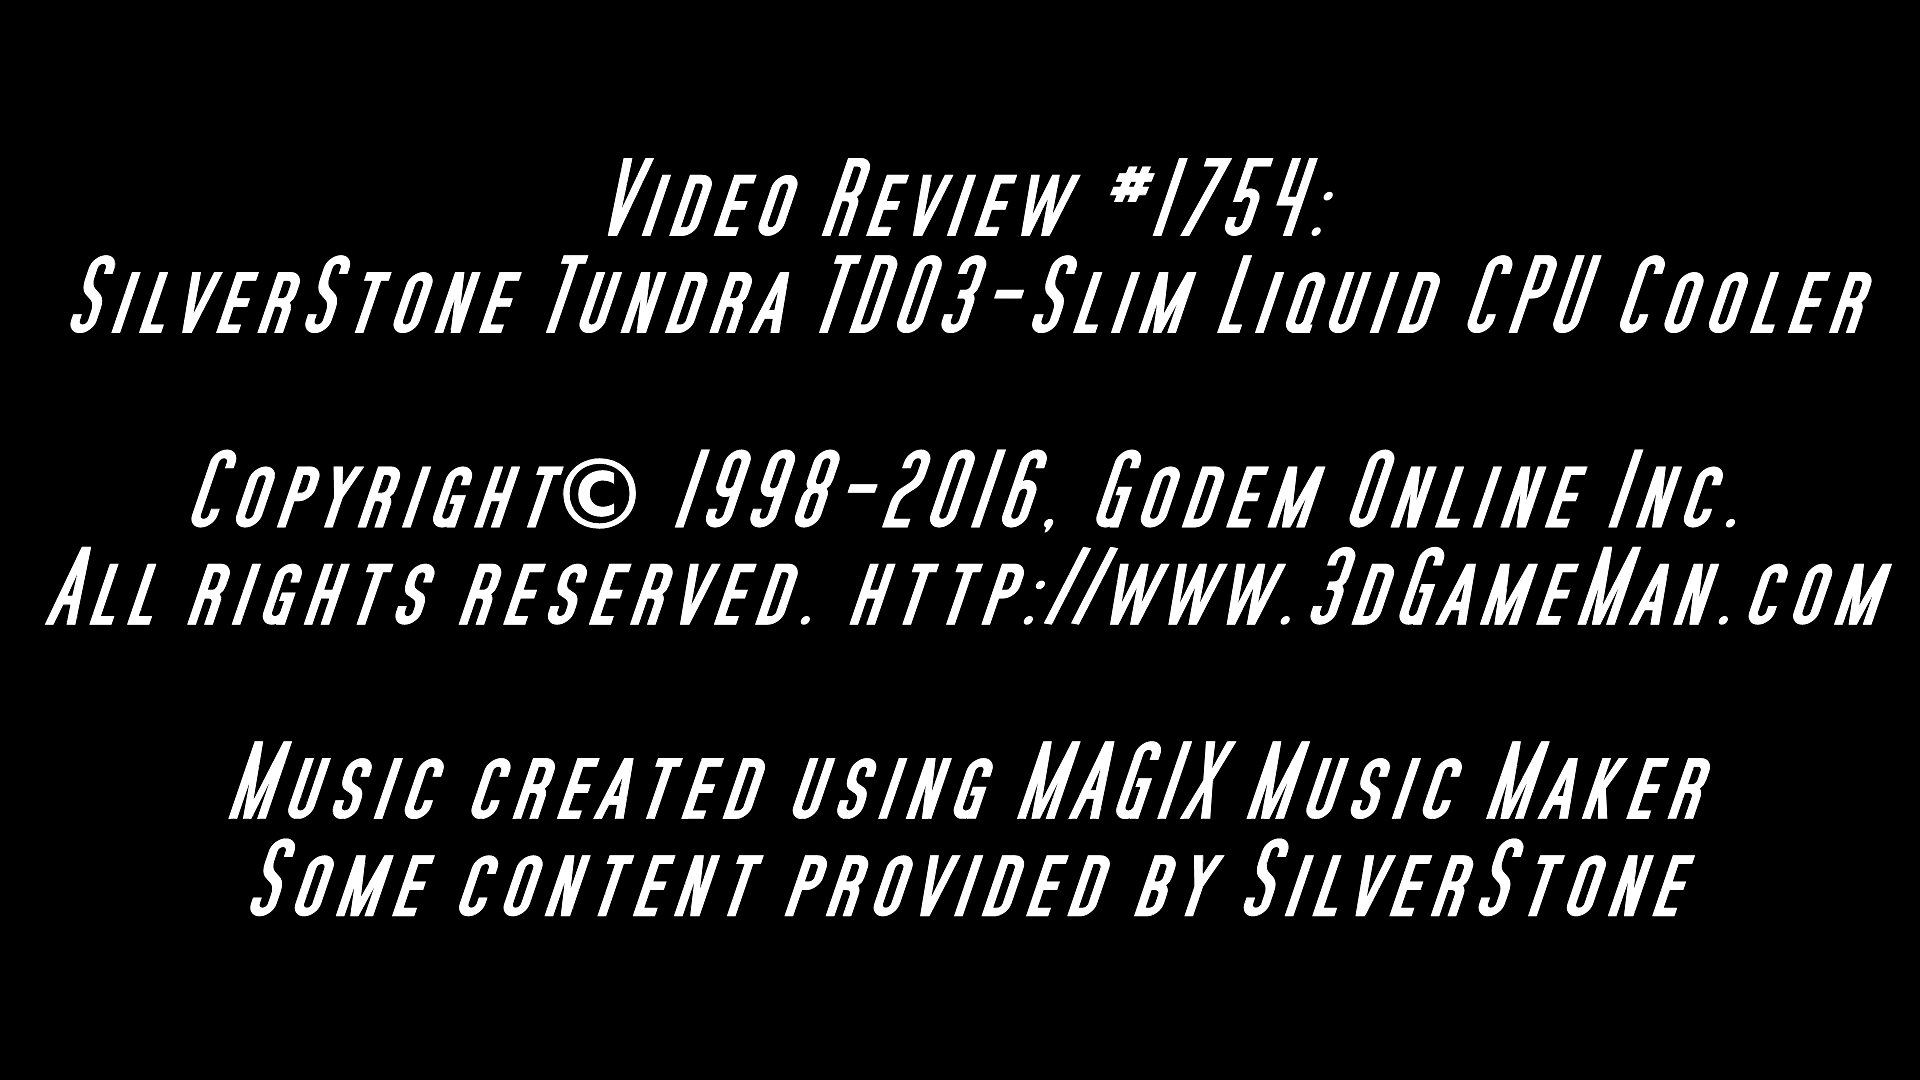 Video Review #1754:
SilverStone Tundra TD03-Slim Liquid CPU Cooler
Copyright© 1998-2016, Godem Online Inc.
All rights reserved. http://www.3dGameMan.com
Music created using MAGIX Music Maker
Some content provided by SilverStone